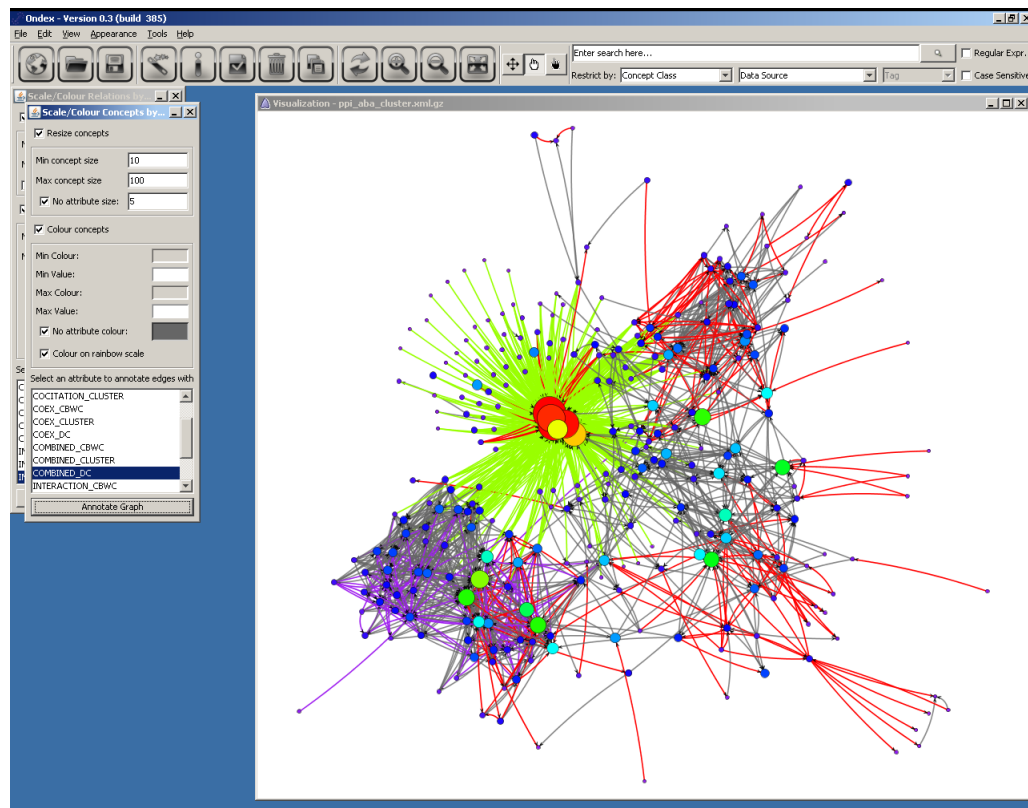 Ondex - Version 0.3 (build 385)
File Edit View Appearance Tools Help
Enter search here...
Regular Expr.
Restrict by: Concept Class Data Source Tag Case Sensitive
Scale/Colour Relations by...
Scale/Colour Concepts by...
Visualization - ppi_aba_cluster.xml.gz
Resize concepts
Min concept size 10
Max concept size 100
No attribute size: 5
Colour concepts
Min Colour:
Min Value:
Max Colour:
Max Value:
No attribute colour:
Colour on rainbow scale
Select an attribute to annotate edges with
COCITATION_CLUSTER
COEX_CBWC
COEX_CLUSTER
COEX_DC
COMBINED_CBWC
COMBINED_CLUSTER
COMBINED_DC
INTERACTION_CBWC
Annotate Graph